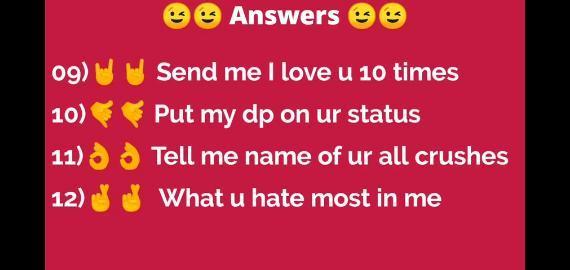 😉😉 Answers 😉😉
09)🤘🤘 Send me I love u 10 times
10)🤙🤙 Put my dp on ur status
11)👌👌 Tell me name of ur all crushes
12)🤞🤞 What u hate most in me